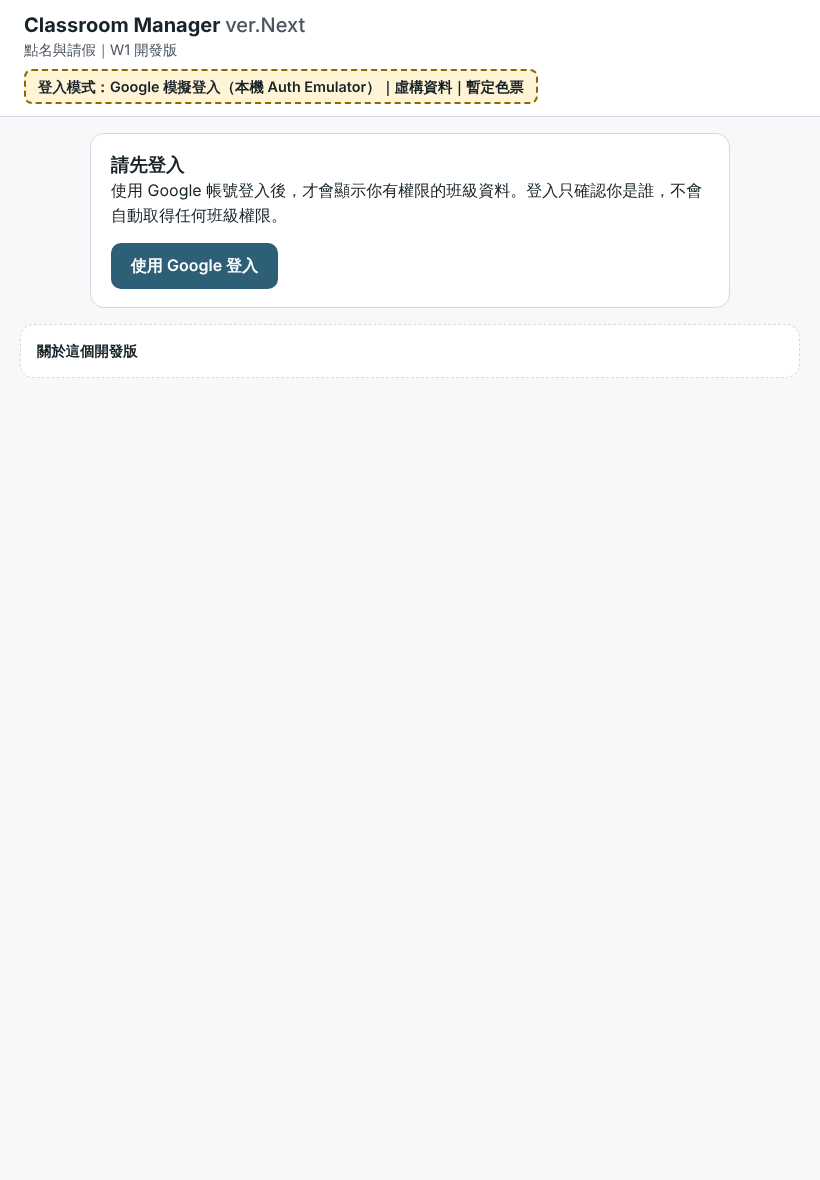 Classroom Manager ver.Next
點名與請假｜W1 開發版
登入模式：Google 模擬登入（本機 Auth Emulator）｜虛構資料｜暫定色票
請先登入
使用 Google 帳號登入後，才會顯示你有權限的班級資料。登入只確認你是誰，不會
自動取得任何班級權限。
使用 Google 登入
關於這個開發版